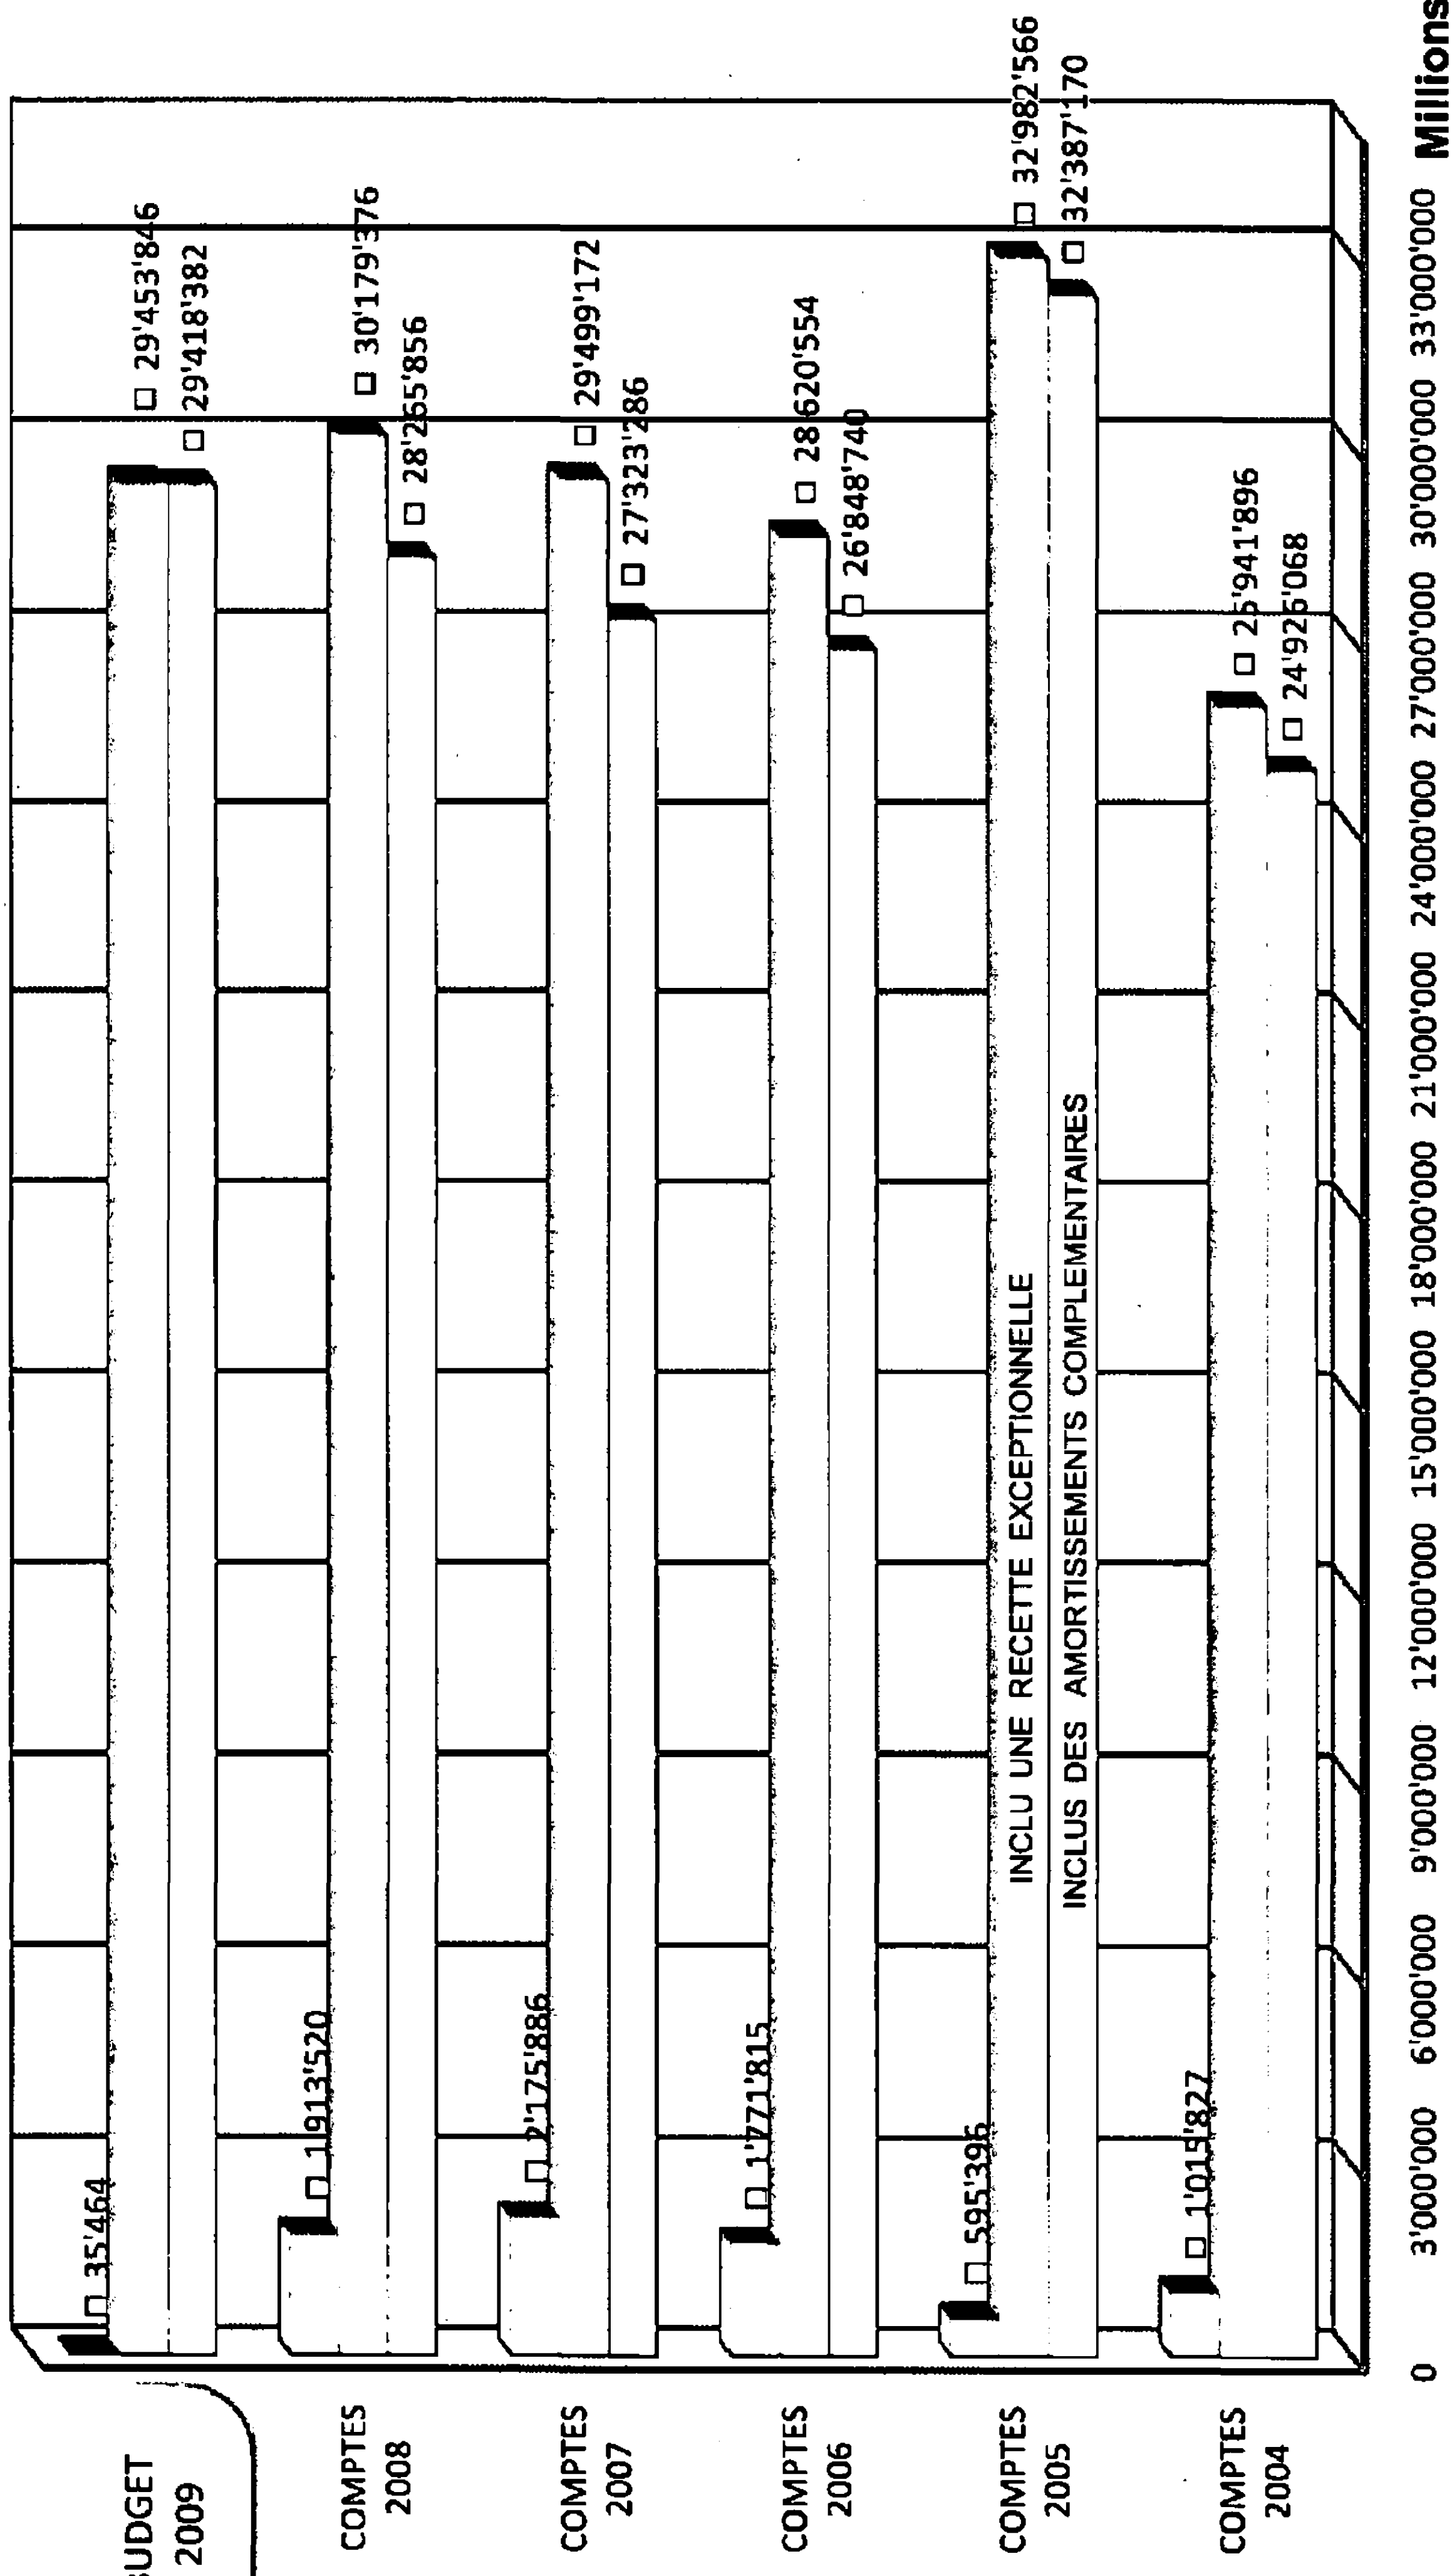 BUDGET
2009
35'464
29'453'846
29'418'382
COMPTES
2008
1'913'520
30'179'376
28'265'856
COMPTES
2007
2'175'886
29'499'172
27'323'286
COMPTES
2006
1'771'815
28'620'554
26'848'740
COMPTES
2005
595'396
INCLU UNE RECETTE EXCEPTIONNELLE
32'982'566
INCLUS DES AMORTISSEMENTS COMPLEMENTAIRES
32'387'170
COMPTES
2004
1'015'827
25'941'896
24'926'068
0 3'000'000 6'000'000 9'000'000 12'000'000 15'000'000 18'000'000 21'000'000 24'000'000 27'000'000 30'000'000 33'000'000 Millions